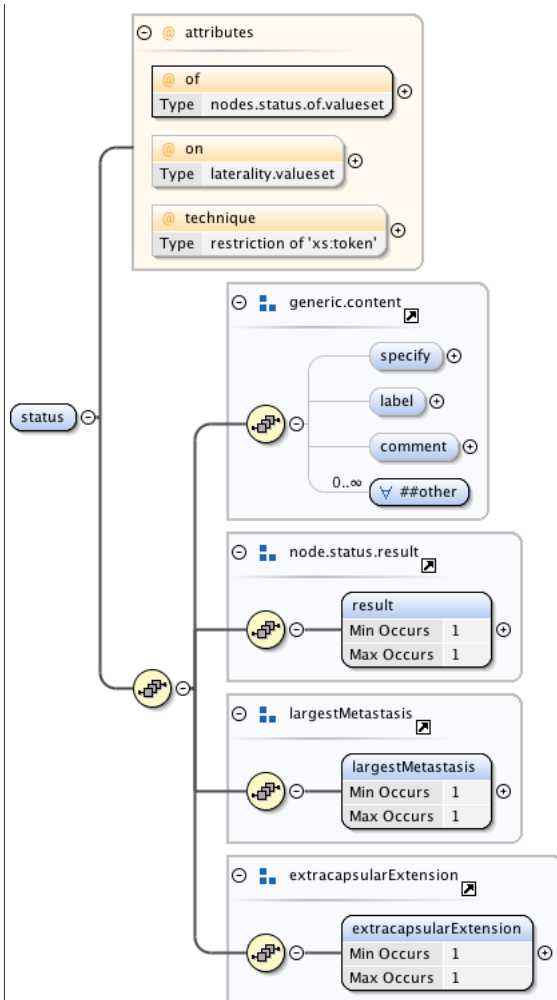 @ attributes
@ of
Type nodes.status.of.valueset
@ on
Type laterality.valueset
@ technique
Type restriction of 'xs:token'
generic.content
specify
label
status
comment
0..∞
∀ ##other
node.status.result
result
Min Occurs 1
Max Occurs 1
largestMetastasis
largestMetastasis
Min Occurs 1
Max Occurs 1
extracapsularExtension
extracapsularExtension
Min Occurs 1
Max Occurs 1